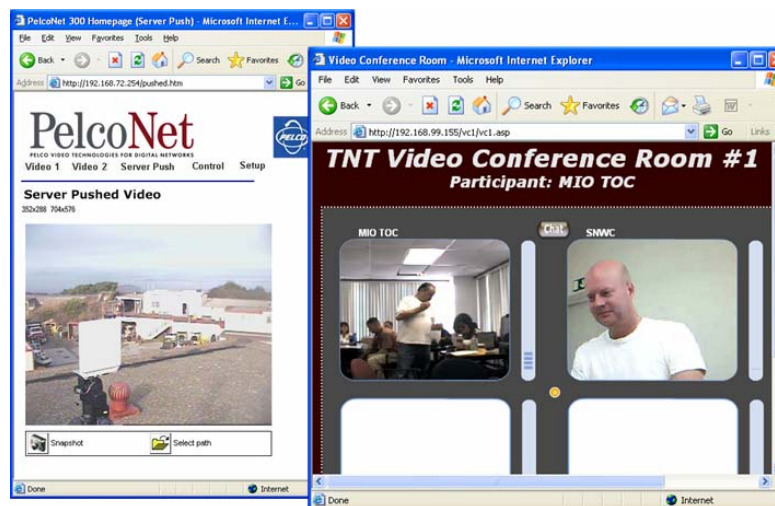 PelcoNet 300 Homepage (Server Push) - Microsoft Internet E...
File Edit View Favorites Tools Help
Back Search Favorites
Address http://192.168.72.254/pushed.htm Go
PelcoNet
PELCO VIDEO TECHNOLOGIES FOR DIGITAL NETWORKS
PELCO
Video 1 Video 2 Server Push Control Setup
Server Pushed Video
352x288 704x576
Snapshot Select path
Done Internet
Video Conference Room - Microsoft Internet Explorer
File Edit View Favorites Tools Help
Back Search Favorites
Address http://192.168.99.155/vc1/vc1.asp Go Links
TNT Video Conference Room #1
Participant: MIO TOC
MIO TOC Chat SNWC
Done Internet